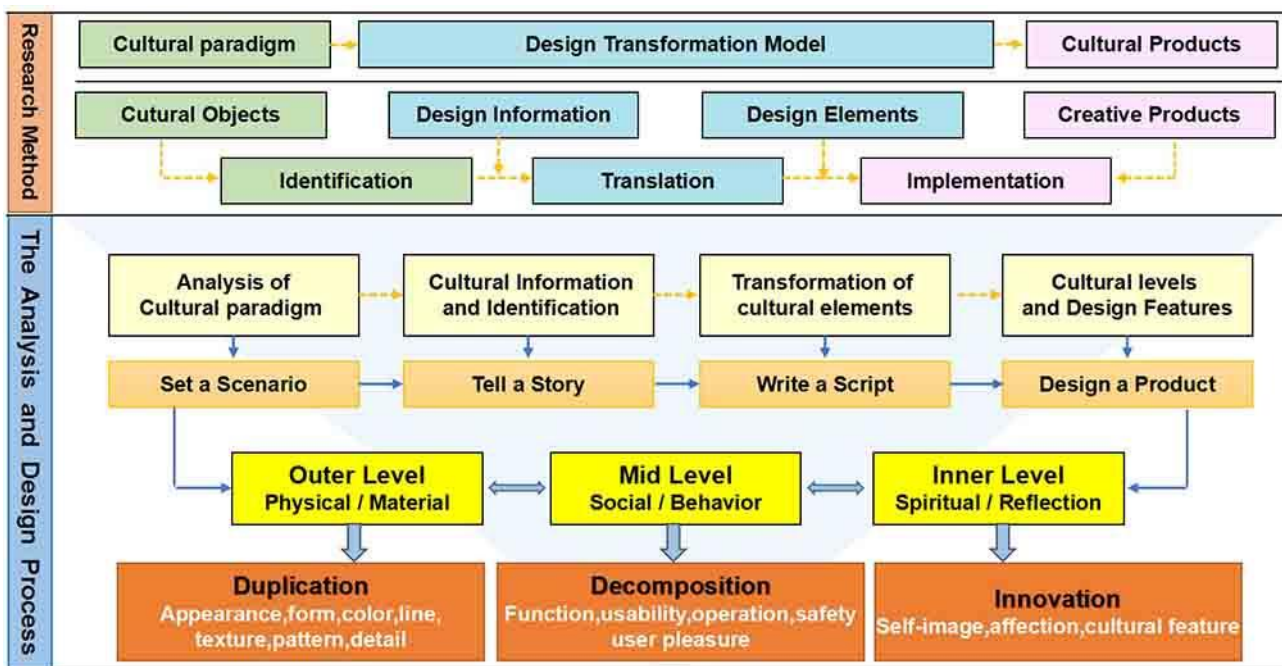 Research Method
Cultural paradigm
Design Transformation Model
Cultural Products
Cutural Objects
Design Information
Design Elements
Creative Products
Identification
Translation
Implementation
The Analysis and Design Process
Analysis of
Cultural paradigm
Cultural Information
and Identification
Transformation of
cultural elements
Cultural levels
and Design Features
Set a Scenario
Tell a Story
Write a Script
Design a Product
Outer Level
Physical / Material
Mid Level
Social / Behavior
Inner Level
Spiritual / Reflection
Duplication
Appearance,form,color,line,
texture,pattern,detail
Decomposition
Function,usability,operation,safety
user pleasure
Innovation
Self-image,affection,cultural feature